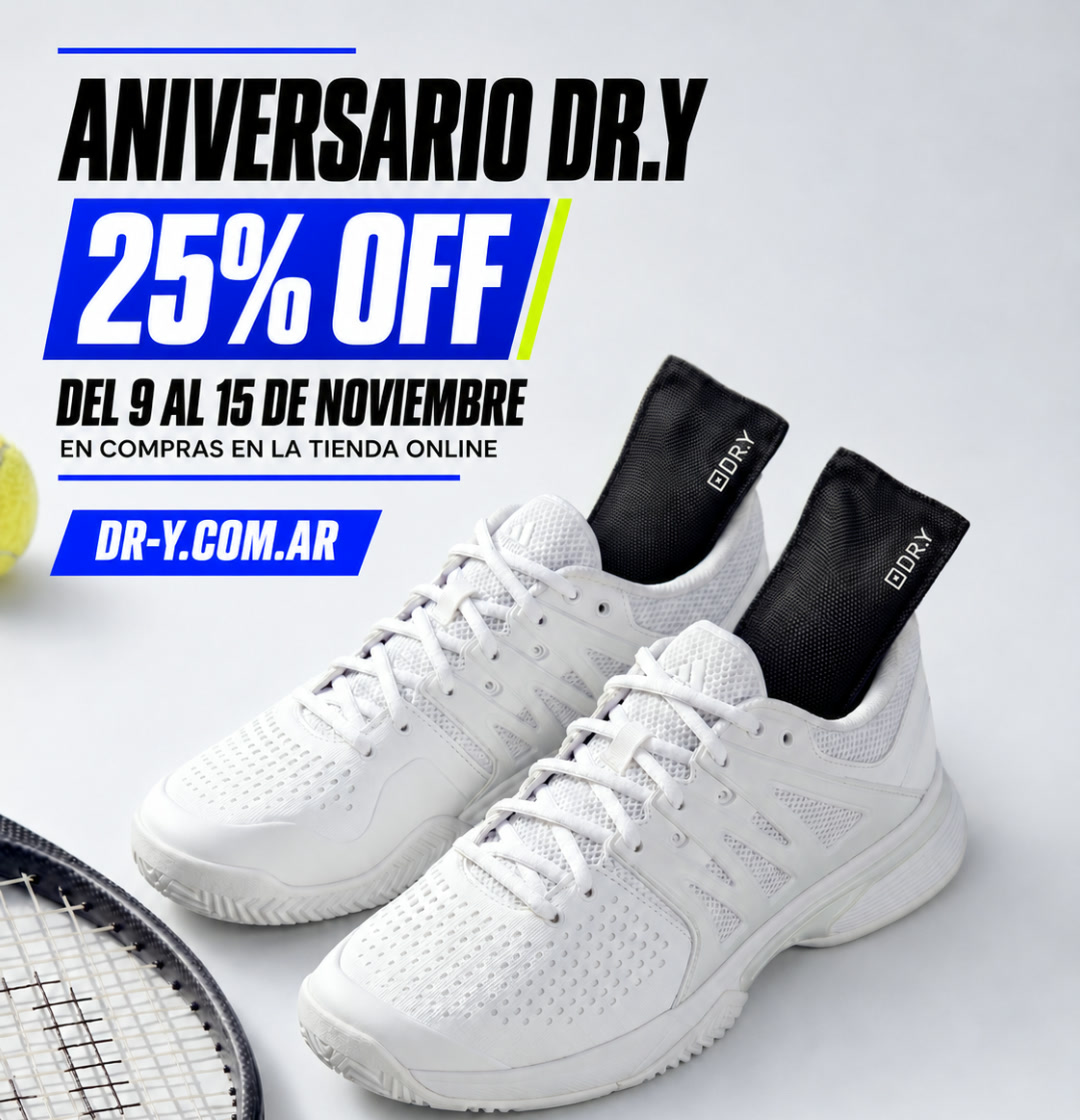 ANIVERSARIO DR.Y
25% OFF
DEL 9 AL 15 DE NOVIEMBRE
EN COMPRAS EN LA TIENDA ONLINE
DR-Y.COM.AR
DR.Y
DR.Y